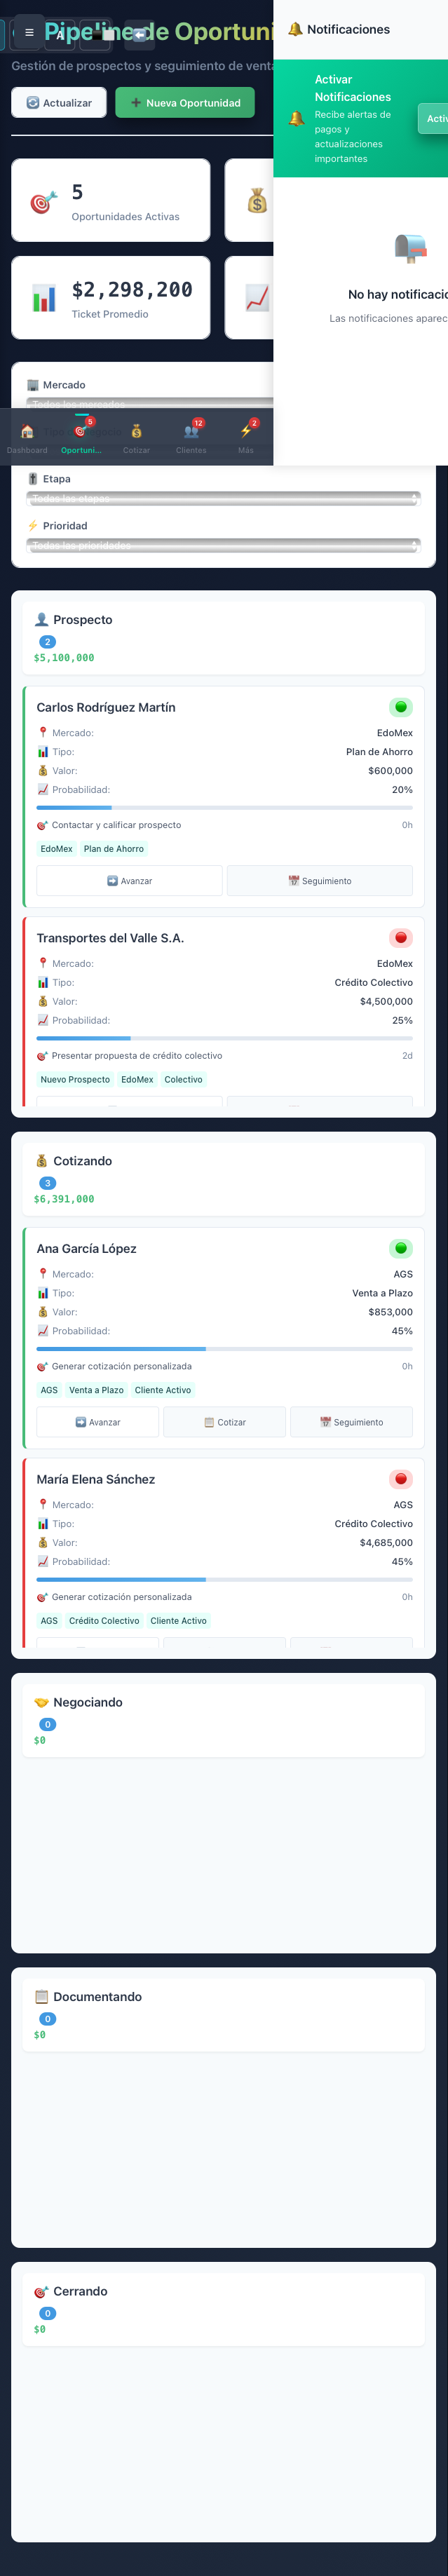 Pipeline de Oportuni
A
Gestión de prospectos y seguimiento de venta
Actualizar
Nueva Oportunidad
Notificaciones
Activar
Notificaciones
Recibe alertas de
pagos y
actualizaciones
importantes
Activ
No hay notificacio
Las notificaciones aparec
5
Oportunidades Activas
$2,298,200
Ticket Promedio
Mercado
Todos los mercados
5
12
2
Dashboard
Oportuni...
Cotizar
Clientes
Más
Etapa
Todas las etapas
Prioridad
Todas las prioridades
Prospecto
2
$5,100,000
Carlos Rodríguez Martín
Mercado: EdoMex
Tipo: Plan de Ahorro
Valor: $600,000
Probabilidad: 20%
Contactar y calificar prospecto 0h
EdoMex Plan de Ahorro
Avanzar Seguimiento
Transportes del Valle S.A.
Mercado: EdoMex
Tipo: Crédito Colectivo
Valor: $4,500,000
Probabilidad: 25%
Presentar propuesta de crédito colectivo 2d
Nuevo Prospecto EdoMex Colectivo
Cotizando
3
$6,391,000
Ana García López
Mercado: AGS
Tipo: Venta a Plazo
Valor: $853,000
Probabilidad: 45%
Generar cotización personalizada 0h
AGS Venta a Plazo Cliente Activo
Avanzar Cotizar Seguimiento
María Elena Sánchez
Mercado: AGS
Tipo: Crédito Colectivo
Valor: $4,685,000
Probabilidad: 45%
Generar cotización personalizada 0h
AGS Crédito Colectivo Cliente Activo
Negociando
0
$0
Documentando
0
$0
Cerrando
0
$0